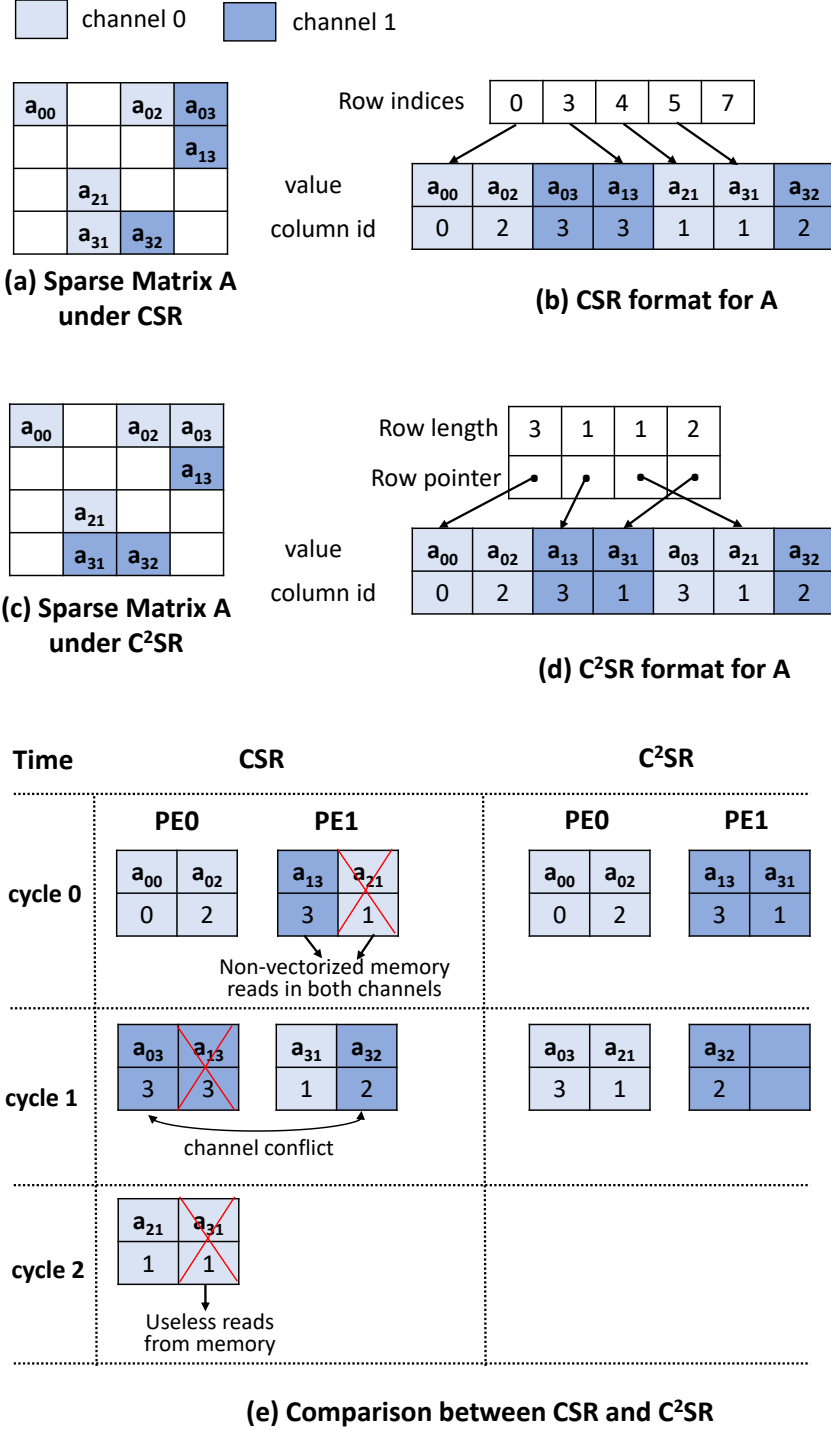 channel 0 channel 1
a₀₀ a₀₂ a₀₃
a₁₃
a₂₁
a₃₁ a₃₂
(a) Sparse Matrix A
under CSR
Row indices 0 3 4 5 7
value a₀₀ a₀₂ a₀₃ a₁₃ a₂₁ a₃₁ a₃₂
column id 0 2 3 3 1 1 2
(b) CSR format for A
a₀₀ a₀₂ a₀₃
a₁₃
a₂₁
a₃₁ a₃₂
(c) Sparse Matrix A
under C²SR
Row length 3 1 1 2
Row pointer
value a₀₀ a₀₂ a₁₃ a₃₁ a₀₃ a₂₁ a₃₂
column id 0 2 3 1 3 1 2
(d) C²SR format for A
Time CSR C²SR
PE0 PE1 PE0 PE1
cycle 0
a₀₀ a₀₂ a₁₃ a₂₁ a₀₀ a₀₂ a₁₃ a₃₁
0 2 3 1 0 2 3 1
Non-vectorized memory
reads in both channels
cycle 1
a₀₃ a₁₃ a₃₁ a₃₂ a₀₃ a₂₁ a₃₂
3 3 1 2 3 1 2
channel conflict
cycle 2
a₂₁ a₃₁
1 1
Useless reads
from memory
(e) Comparison between CSR and C²SR